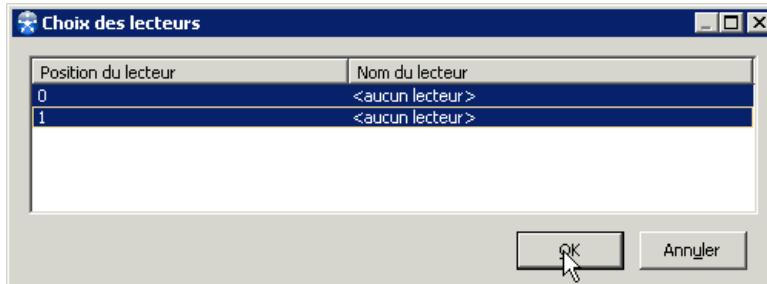 Choix des lecteurs
Position du lecteur Nom du lecteur
0 <aucun lecteur>
1 <aucun lecteur>
OK Annuler